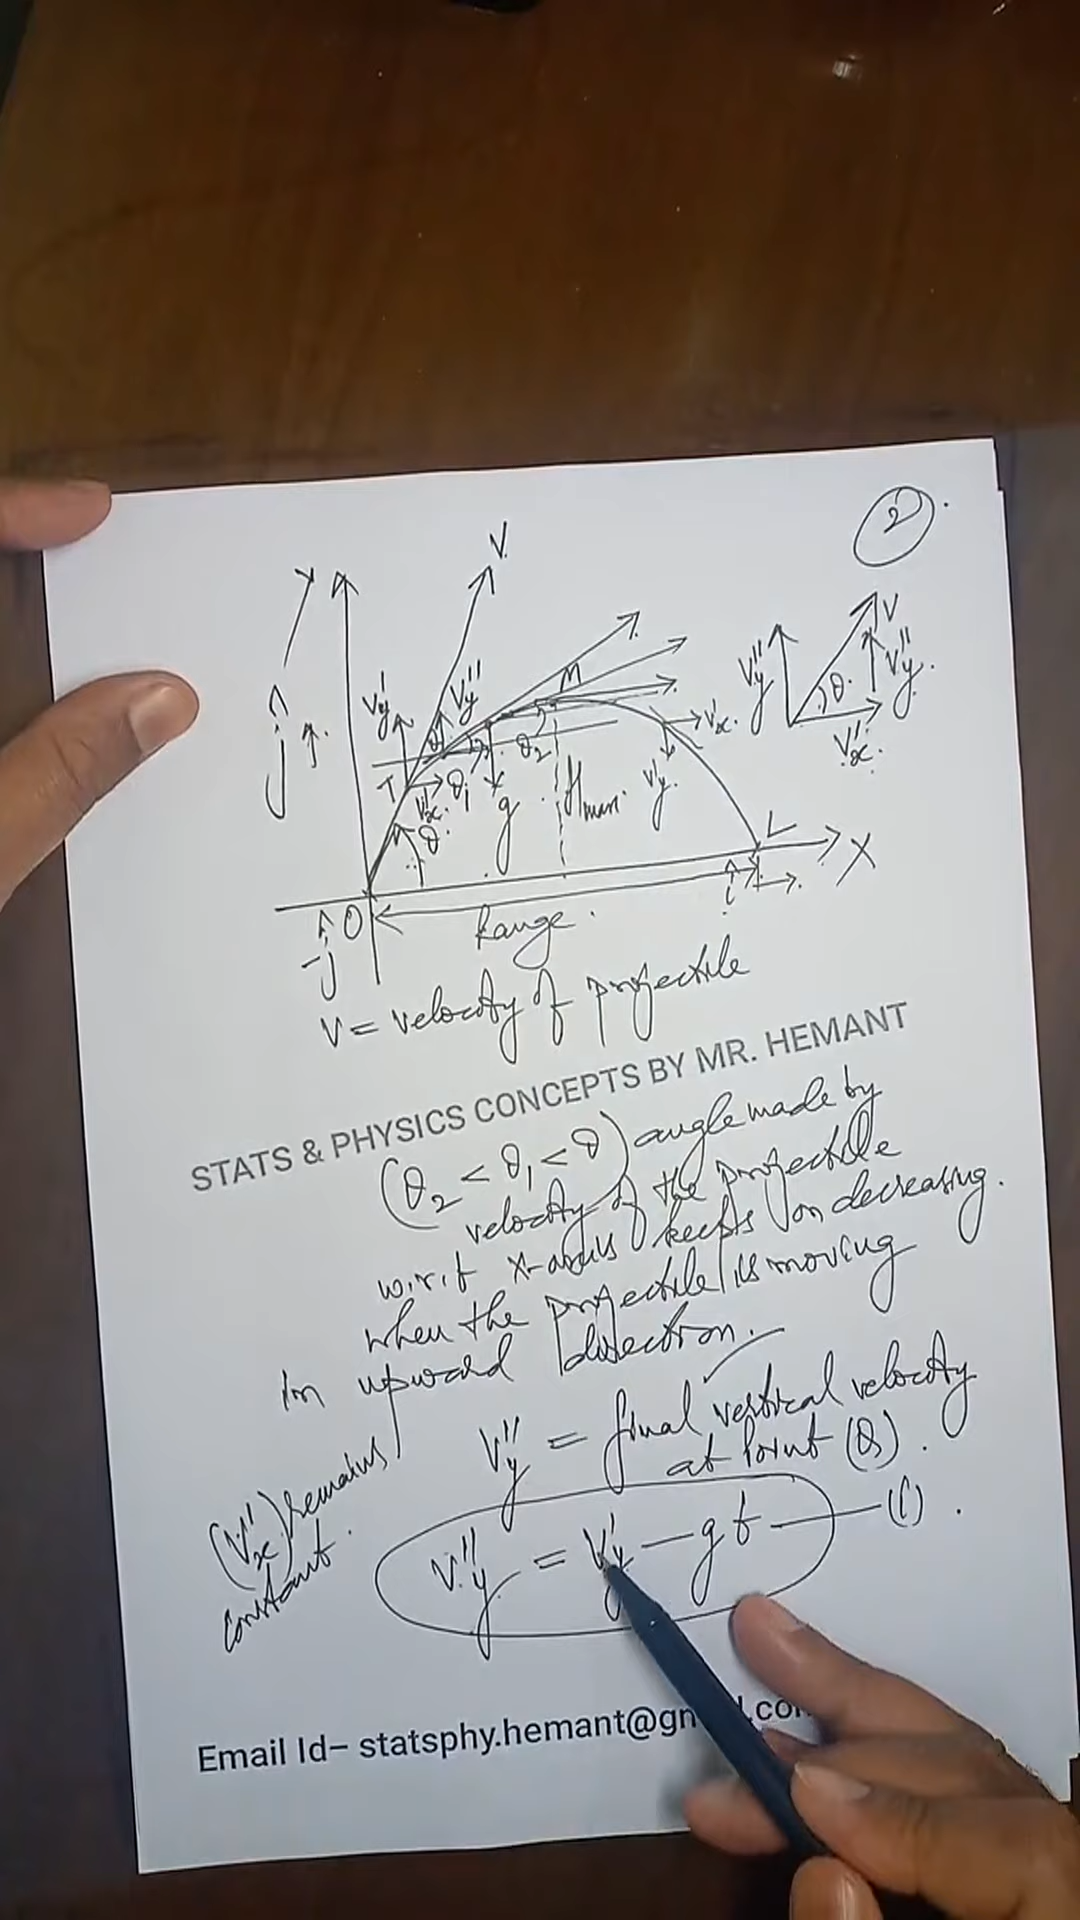 2
V
Y
V
V'y
V''y
M
V''y
θ
V''y
V'x
V'x
θ1
θ2
T
V'x
θ
g
Hmax
V'y
L
X
ĵ
î
O
-ĵ
Range
V = velocity of projectile
STATS & PHYSICS CONCEPTS BY MR. HEMANT
(θ2 < θ1 < θ) angle made by
velocity of the projectile
w.r.t x-axis keeps on decreasing.
when the projectile is moving
in upward direction.
V''y = final vertical velocity
at point (Q).
(V'x) remains
constant.
V''y = V'y - gt — (1).
Email Id– statsphy.hemant@gm